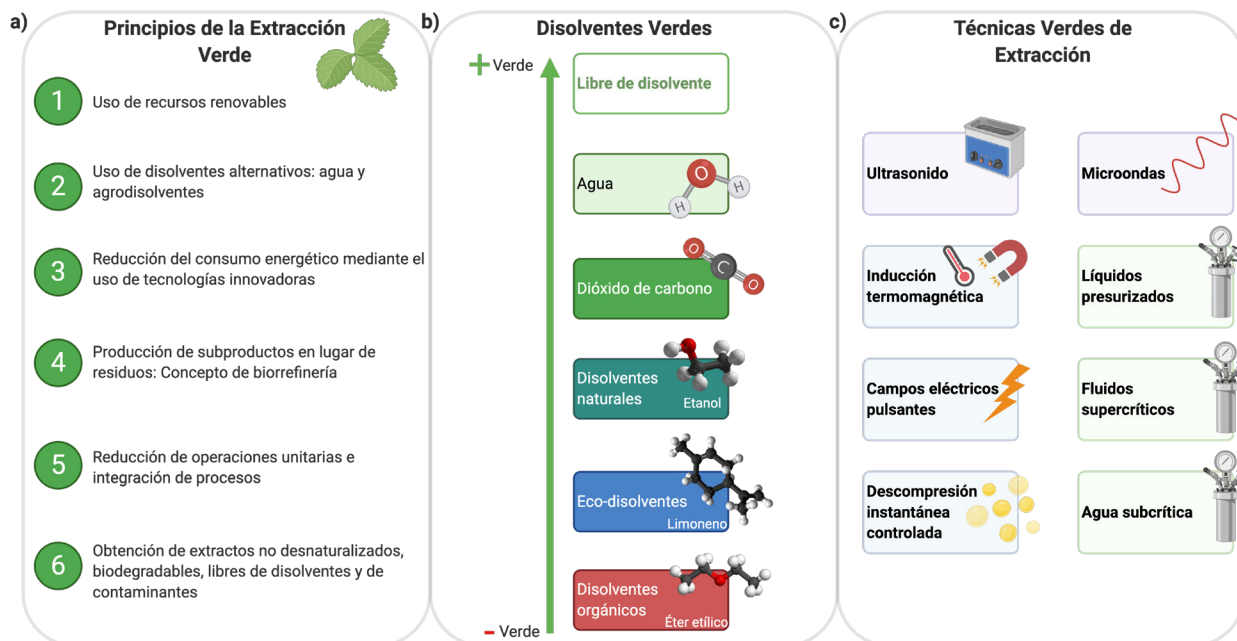 a)
Principios de la Extracción
Verde
1
Uso de recursos renovables
2
Uso de disolventes alternativos: agua y
agrodisolventes
3
Reducción del consumo energético mediante el
uso de tecnologías innovadoras
4
Producción de subproductos en lugar de
residuos: Concepto de biorrefinería
5
Reducción de operaciones unitarias e
integración de procesos
6
Obtención de extractos no desnaturalizados,
biodegradables, libres de disolventes y de
contaminantes
b)
Disolventes Verdes
+ Verde
Libre de disolvente
Agua
O
H
H
Dióxido de carbono
O
C
O
Disolventes
naturales
Etanol
Eco-disolventes
Limoneno
Disolventes
orgánicos
Éter etílico
- Verde
c)
Técnicas Verdes de
Extracción
Ultrasonido
Microondas
Inducción
termomagnética
Líquidos
presurizados
Campos eléctricos
pulsantes
Fluidos
supercríticos
Descompresión
instantánea
controlada
Agua subcrítica